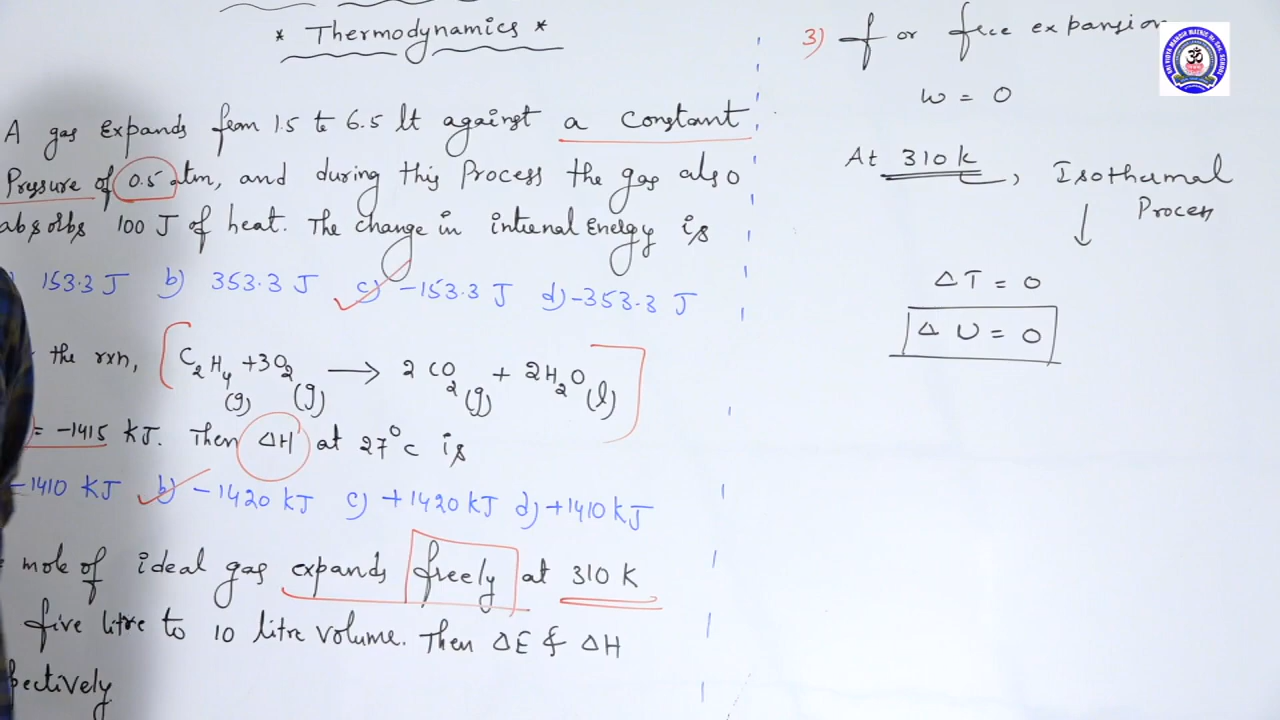 * Thermodynamics *
A gas Expands from 1.5 to 6.5 lt against a constant
Pressure of 0.5 atm, and during this Process the gas also
absorbs 100 J of heat. The change in internal Energy is
153.3 J b) 353.3 J c) -153.3 J d) -353.3 J
the rxn, C₂H₄(g) + 3O₂(g) → 2CO₂(g) + 2H₂O(l)
= -1415 KJ. Then ΔH at 27°c is
-1410 KJ b) -1420 KJ c) +1420 KJ d) +1410 KJ
mole of ideal gas expands freely at 310 K
five litre to 10 litre volume. Then ΔE & ΔH
pectively
3) for free expansion
w = 0
At 310 k, Isothermal
Process
ΔT = 0
ΔU = 0